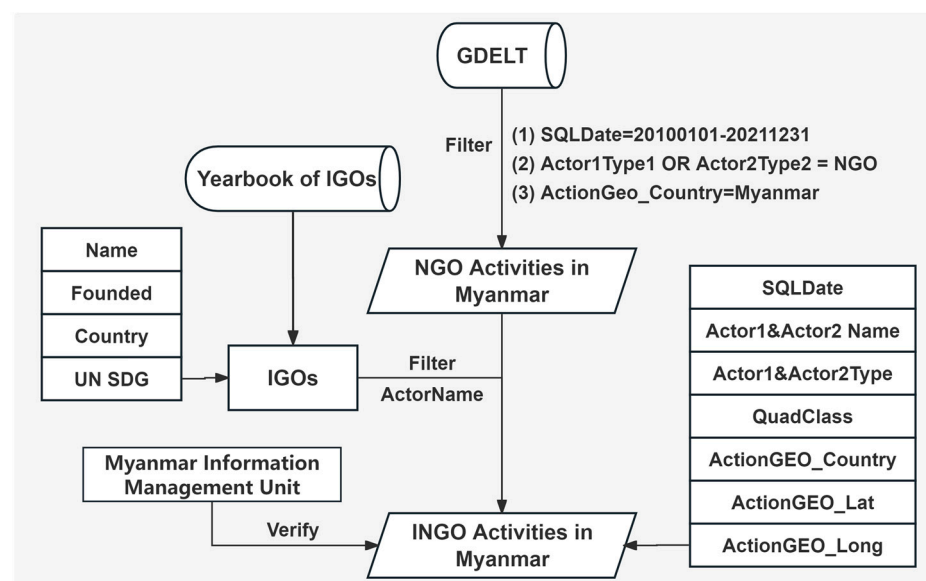 GDELT
Filter
(1) SQLDate=20100101-20211231
(2) Actor1Type1 OR Actor2Type2 = NGO
(3) ActionGeo_Country=Myanmar
Yearbook of IGOs
Name
Founded
Country
UN SDG
NGO Activities in
Myanmar
IGOs
Filter
ActorName
SQLDate
Actor1&Actor2 Name
Actor1&Actor2Type
QuadClass
ActionGEO_Country
ActionGEO_Lat
ActionGEO_Long
Myanmar Information
Management Unit
Verify
INGO Activities in
Myanmar